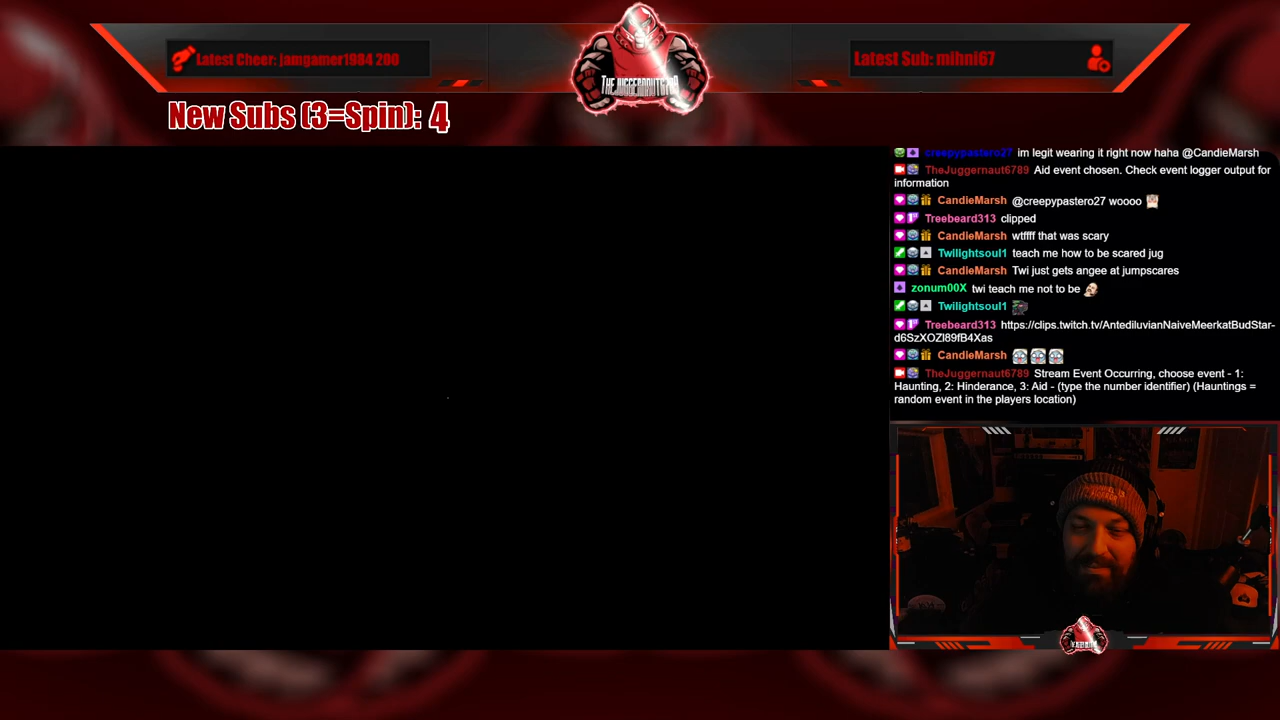 Latest Cheer: jamgamer1984 200
THEJUGGERNAUT6789
Latest Sub: mihni67
New Subs (3=Spin): 4
creepypastero27 im legit wearing it right now haha @CandieMarsh
TheJuggernaut6789 Aid event chosen. Check event logger output for
information
CandieMarsh @creepypastero27 woooo
Treebeard313 clipped
CandieMarsh wtffff that was scary
Twilightsoul1 teach me how to be scared jug
CandieMarsh Twi just gets angee at jumpscares
zonum00X twi teach me not to be
Twilightsoul1
Treebeard313 https://clips.twitch.tv/AntediluvianNaiveMeerkatBudStar-
d6SzXOZl89fB4Xas
CandieMarsh
TheJuggernaut6789 Stream Event Occurring, choose event - 1:
Haunting, 2: Hinderance, 3: Aid - (type the number identifier) (Hauntings =
random event in the players location)